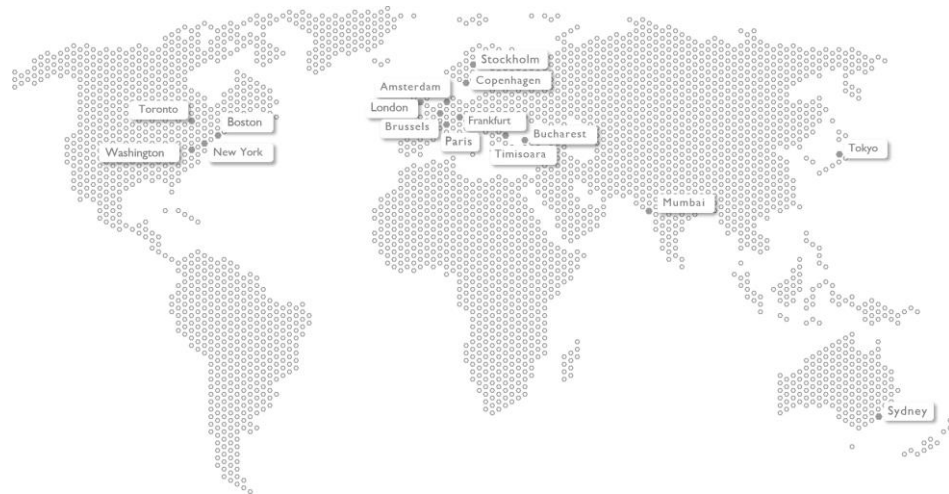 Stockholm
Copenhagen
Amsterdam
London
Toronto
Boston
Frankfurt
Brussels
Bucharest
Paris
Tokyo
Washington
New York
Timisoara
Mumbai
Sydney